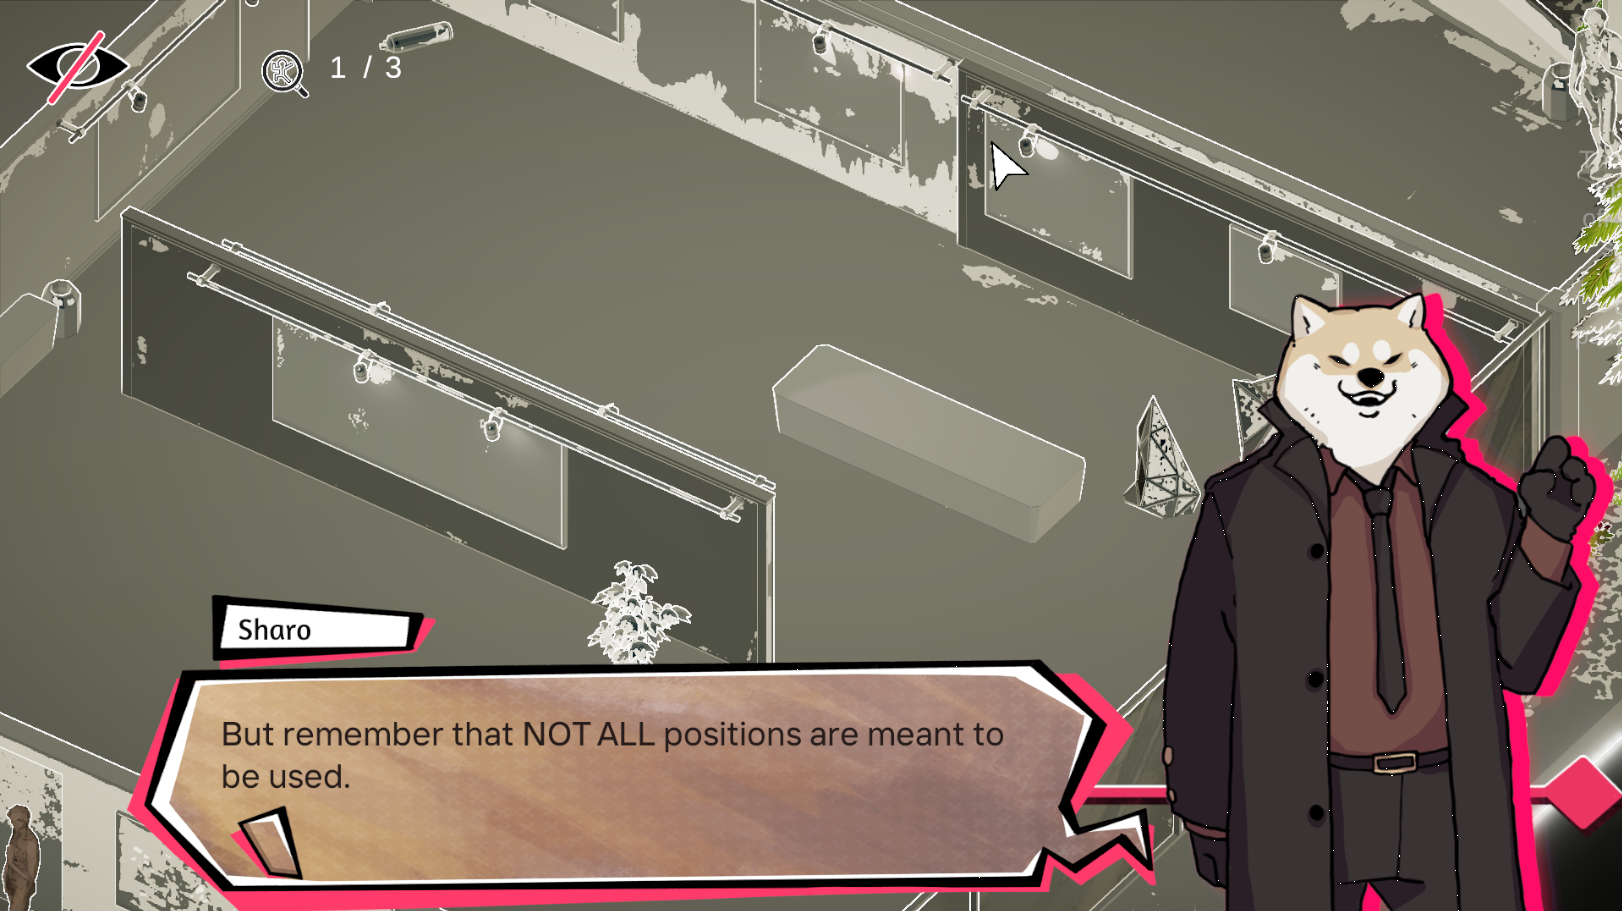 1 / 3
Sharo
But remember that NOT ALL positions are meant to
be used.